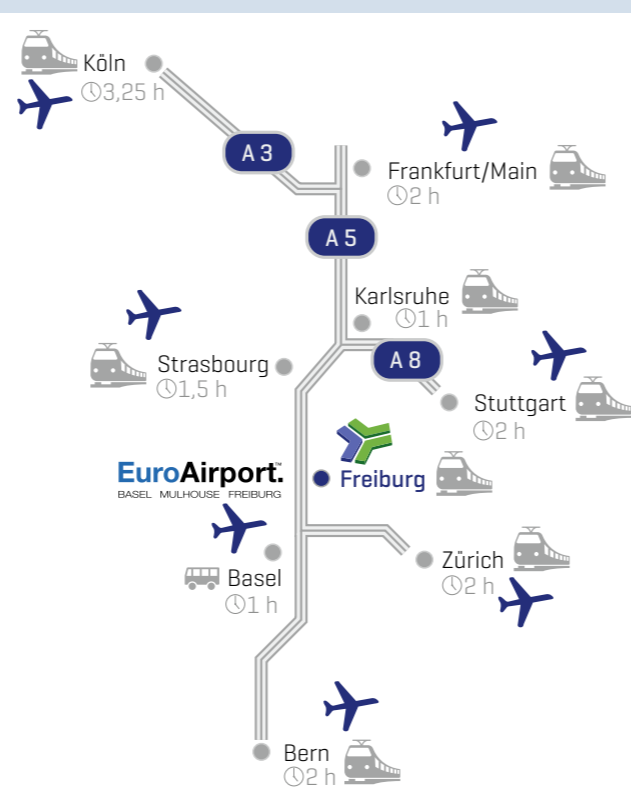 Köln
3,25 h
A 3
Frankfurt/Main
2 h
A 5
Karlsruhe
1 h
Strasbourg
1,5 h
A 8
Stuttgart
2 h
EuroAirport.™
BASEL MULHOUSE FREIBURG
Freiburg
Basel
1 h
Zürich
2 h
Bern
2 h